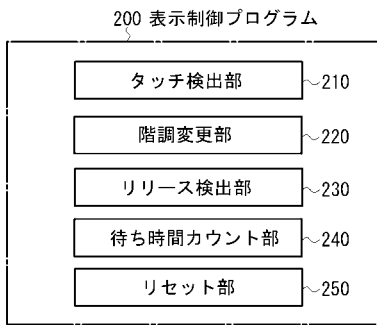 200 表示制御プログラム
タッチ検出部 210
階調変更部 220
リリース検出部 230
待ち時間カウント部 240
リセット部 250